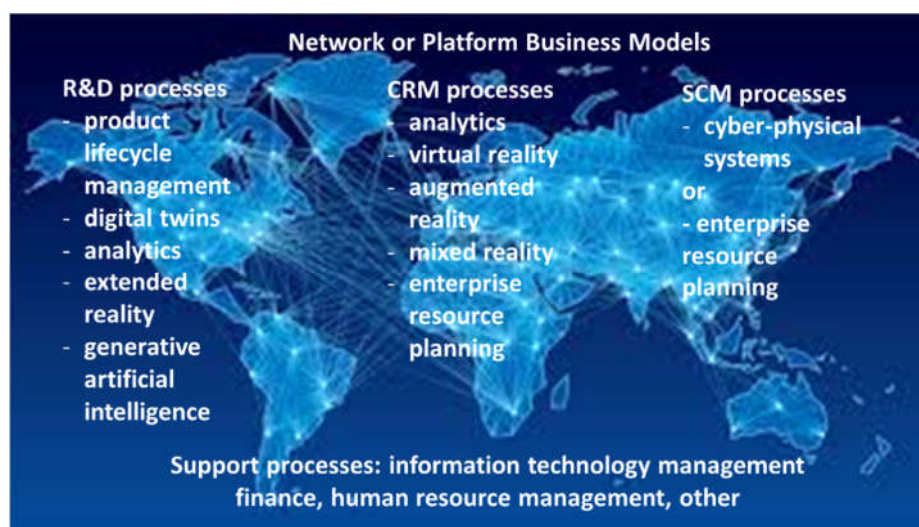 Network or Platform Business Models
R&D processes
- product
lifecycle
management
- digital twins
- analytics
- extended
reality
- generative
artificial
intelligence
CRM processes
analytics
- virtual reality
- augmented
reality
- mixed reality
- enterprise
resource
planning
SCM processes
- cyber-physical
systems
or
- enterprise
resource
planning
Support processes: information technology management
finance, human resource management, other